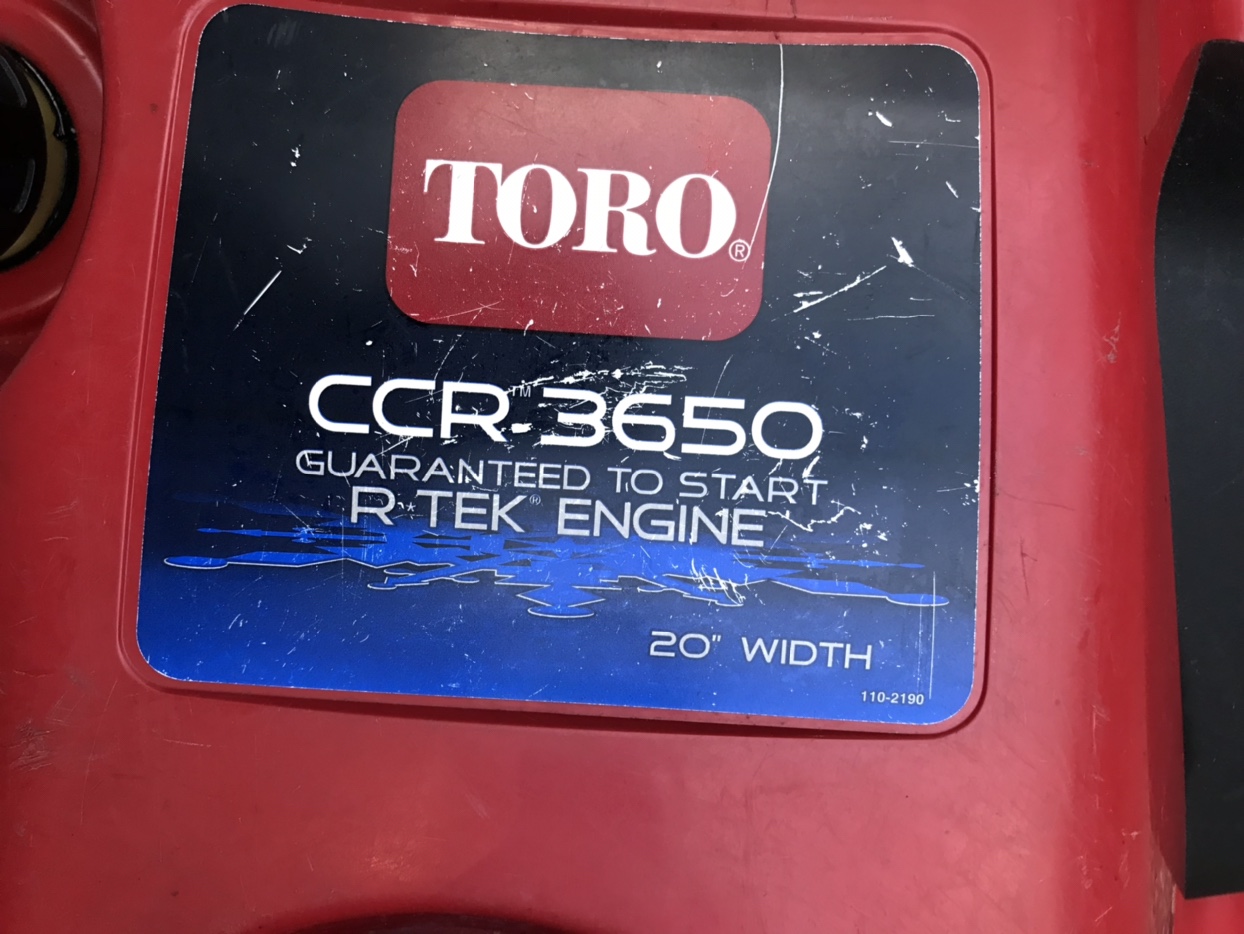 TORO®
CCR™ 3650
GUARANTEED TO START
R*TEK® ENGINE
20" WIDTH
110-2190